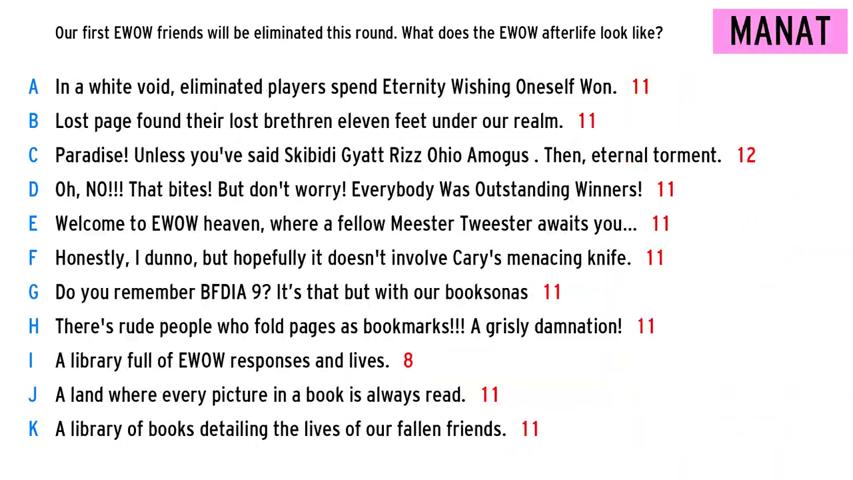 Our first EWOW friends will be eliminated this round. What does the EWOW afterlife look like?
MANAT
A In a white void, eliminated players spend Eternity Wishing Oneself Won. 11
B Lost page found their lost brethren eleven feet under our realm. 11
C Paradise! Unless you've said Skibidi Gyatt Rizz Ohio Amogus . Then, eternal torment. 12
D Oh, NO!!! That bites! But don't worry! Everybody Was Outstanding Winners! 11
E Welcome to EWOW heaven, where a fellow Meester Tweester awaits you... 11
F Honestly, I dunno, but hopefully it doesn't involve Cary's menacing knife. 11
G Do you remember BFDIA 9? It’s that but with our booksonas 11
H There's rude people who fold pages as bookmarks!!! A grisly damnation! 11
I A library full of EWOW responses and lives. 8
J A land where every picture in a book is always read. 11
K A library of books detailing the lives of our fallen friends. 11